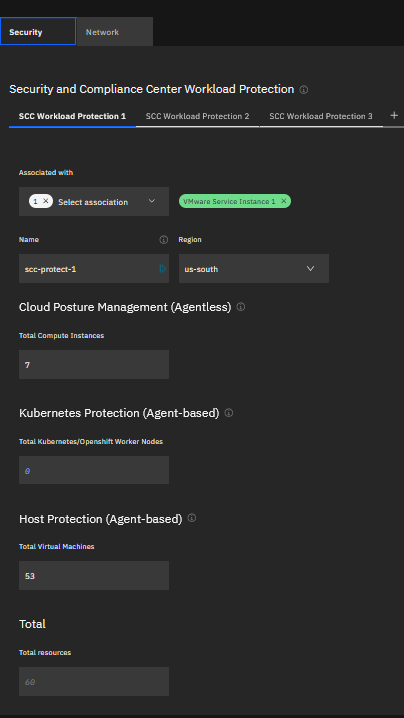 Security Network
Security and Compliance Center Workload Protection
SCC Workload Protection 1 SCC Workload Protection 2 SCC Workload Protection 3 +
Associated with
1 × Select association VMware Service Instance 1 ×
Name Region
scc-protect-1 us-south
Cloud Posture Management (Agentless)
Total Compute Instances
7
Kubernetes Protection (Agent-based)
Total Kubernetes/Openshift Worker Nodes
0
Host Protection (Agent-based)
Total Virtual Machines
53
Total
Total resources
60